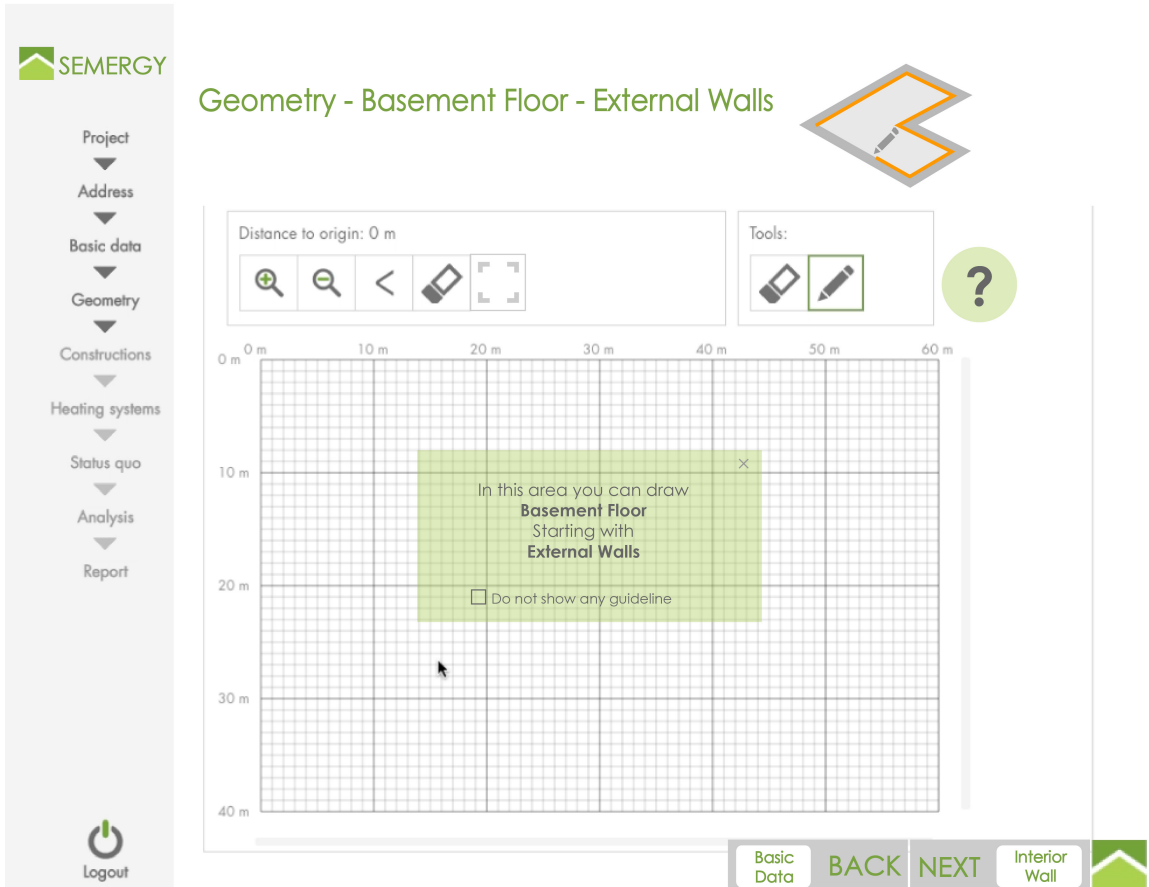 SEMERGY
Geometry - Basement Floor - External Walls
Project
Address
Basic data
Geometry
Constructions
Heating systems
Status quo
Analysis
Report
Logout
Distance to origin: 0 m
Tools:
?
0 m 10 m 20 m 30 m 40 m 50 m 60 m
0 m
10 m
20 m
30 m
40 m
In this area you can draw
Basement Floor
Starting with
External Walls
Do not show any guideline
Basic
Data
BACK
NEXT
Interior
Wall